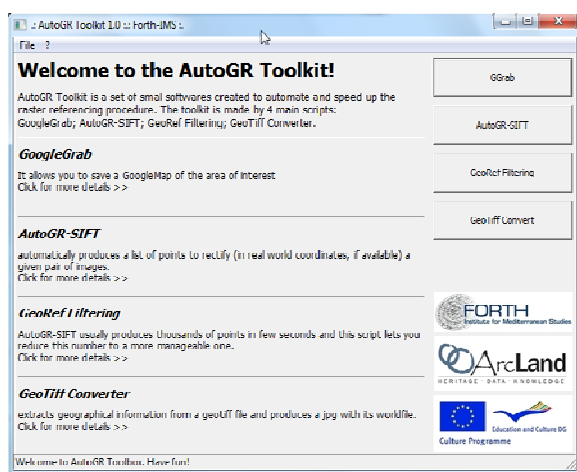 .: AutoGR Toolkit 1.0 ::: Forth-IMS :.
File ?
Welcome to the AutoGR Toolkit!
AutoGR Toolkit is a set of smal softwares created to automate and speed up the
raster referencing procedure. The toolkit is made by 4 main scripts:
GoogleGrab; AutoGR-SIFT; GeoRef Filtering; GeoTiff Converter.
GoogleGrab
It allows you to save a GoogleMap of the area of interest
Click for more details >>
AutoGR-SIFT
automatically produces a list of points to rectify (in real world coordinates, if available) a
given pair of images.
Click for more details >>
GeoRef Filtering
AutoGR-SIFT usually produces thousands of points in few seconds and this script lets you
reduce this number to a more manageable one.
Click for more details >>
GeoTiff Converter
extracts geographical information from a geotiff file and produces a jpg with its worldfile.
Click for more details >>
GGrab
AutoGR-SIFT
GeoRef Filtering
GeoTiff Convert
FORTH
Institute for Mediterranean Studies
ArcLand
HERITAGE · DATA · KNOWLEDGE
Education and Culture DG
Culture Programme
Welcome to AutoGR Toolbox. Have fun!